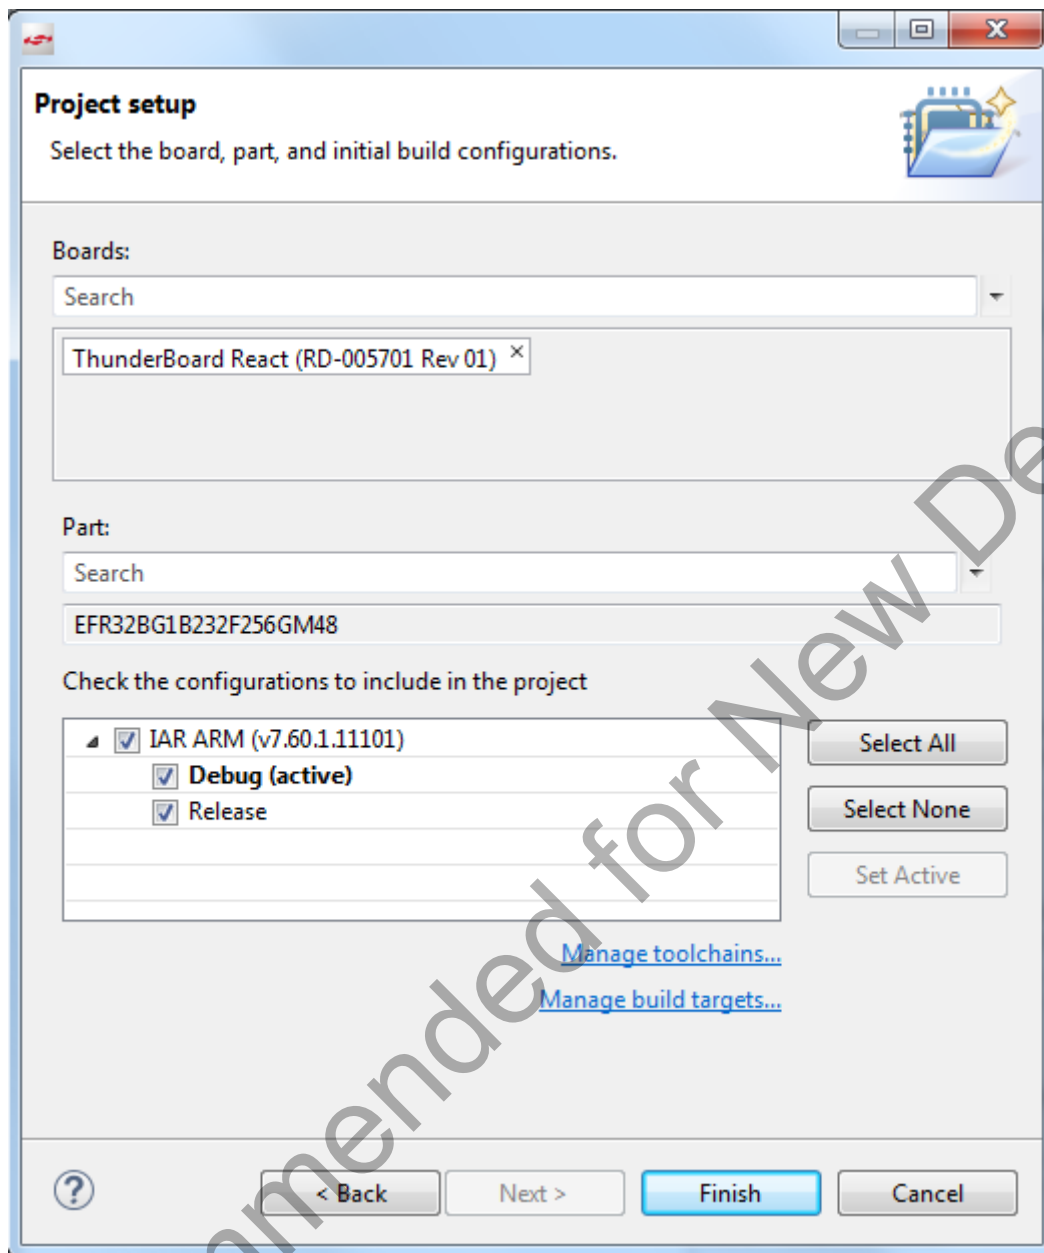 Project setup
Select the board, part, and initial build configurations.
Boards:
Search
ThunderBoard React (RD-005701 Rev 01) ×
Part:
Search
EFR32BG1B232F256GM48
Check the configurations to include in the project
IAR ARM (v7.60.1.11101)
Debug (active)
Release
Select All
Select None
Set Active
Manage toolchains...
Manage build targets...
? < Back Next > Finish Cancel
for New